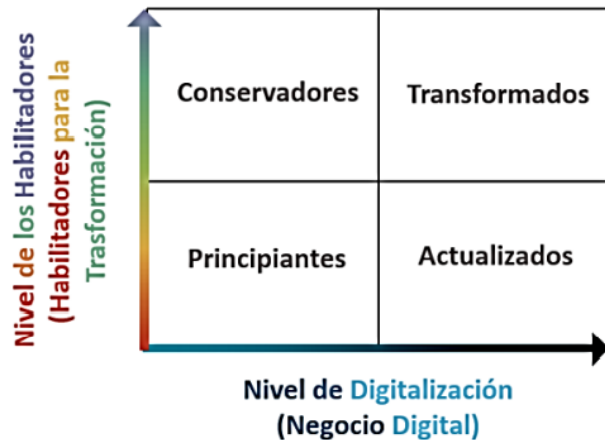 Nivel de los Habilitadores
(Habilitadores para la
Trasformación)
Conservadores
Transformados
Principiantes
Actualizados
Nivel de Digitalización
(Negocio Digital)